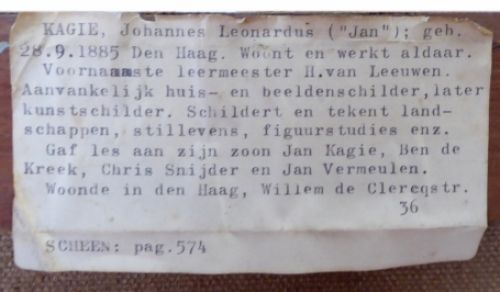 KAGIE, Johannes Leonardus ("Jan"); geb.
28.9.1885 Den Haag. Woont en werkt aldaar.
Voornaamste leermeester H.van Leeuwen.
Aanvankelijk huis- en beeldenschilder, later
kunstschilder. Schildert en tekent land-
schappen, stillevens, figuurstudies enz.
Gaf les aan zijn zoon Jan Kagie, Ben de
Kreek, Chris Snijder en Jan Vermeulen.
Woonde in den Haag, Willem de Clercqstr.
36
SCHEEN: pag.574